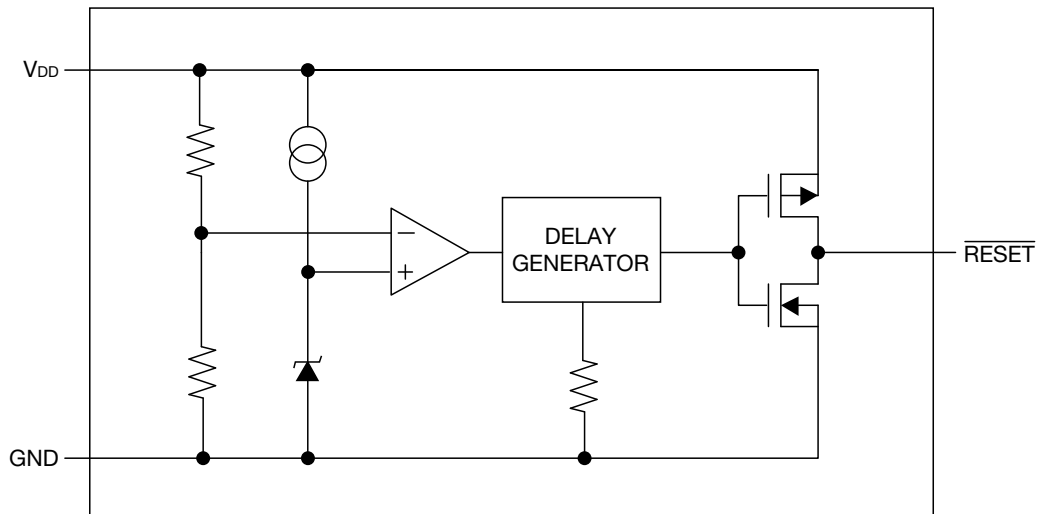 VDD
−
+
DELAY
GENERATOR
RESET
GND